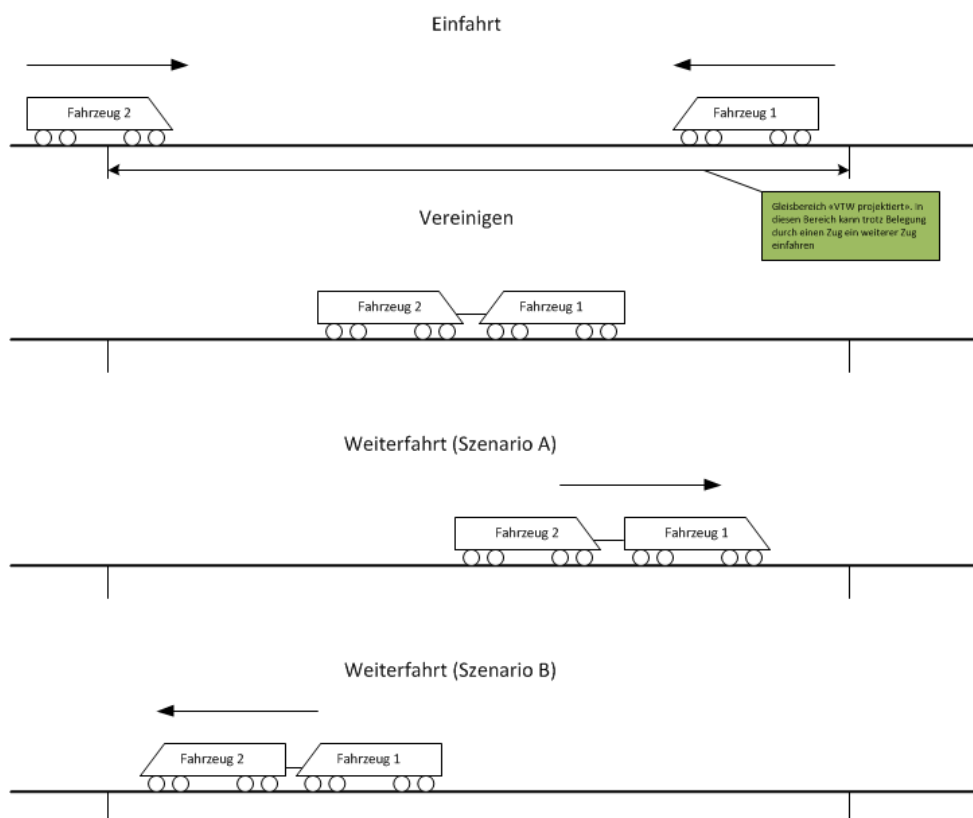 Einfahrt
Fahrzeug 2
Fahrzeug 1
Gleisbereich «VTW projektiert». In
diesen Bereich kann trotz Belegung
durch einen Zug ein weiterer Zug
einfahren
Vereinigen
Fahrzeug 2
Fahrzeug 1
Weiterfahrt (Szenario A)
Fahrzeug 2
Fahrzeug 1
Weiterfahrt (Szenario B)
Fahrzeug 2
Fahrzeug 1